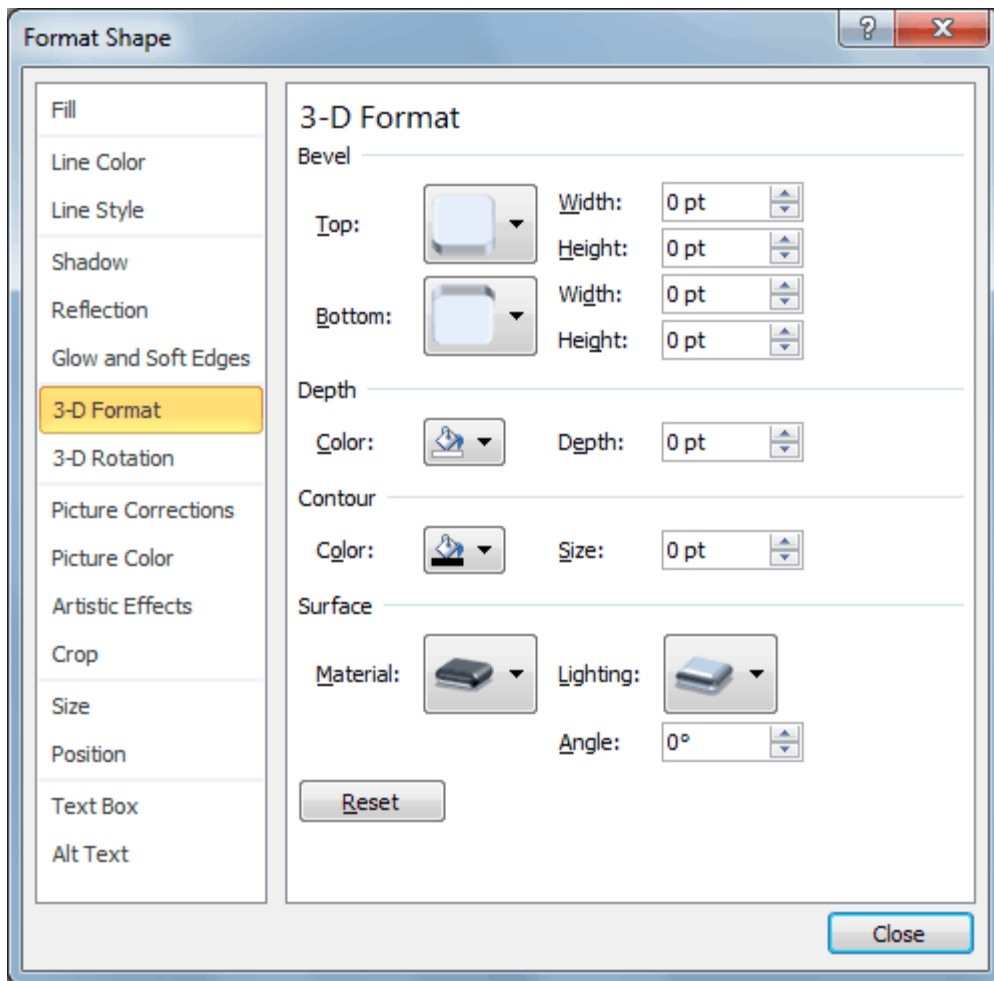 Format Shape
Fill
Line Color
Line Style
Shadow
Reflection
Glow and Soft Edges
3-D Format
3-D Rotation
Picture Corrections
Picture Color
Artistic Effects
Crop
Size
Position
Text Box
Alt Text
3-D Format
Bevel
Top:
Width: 0 pt
Height: 0 pt
Bottom:
Width: 0 pt
Height: 0 pt
Depth
Color: Depth: 0 pt
Contour
Color: Size: 0 pt
Surface
Material: Lighting:
Angle: 0°
Reset
Close